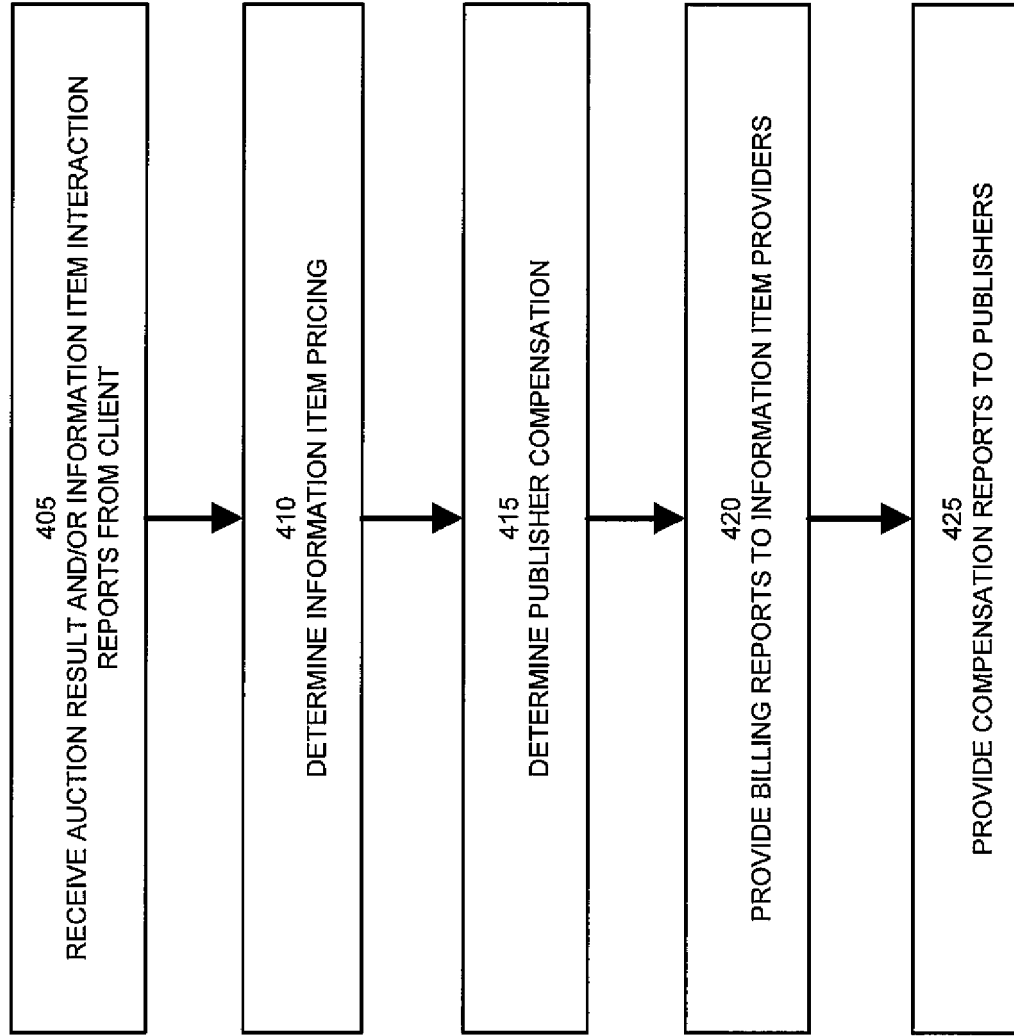 405
RECEIVE AUCTION RESULT AND/OR INFORMATION ITEM INTERACTION
REPORTS FROM CLIENT
410
DETERMINE INFORMATION ITEM PRICING
415
DETERMINE PUBLISHER COMPENSATION
420
PROVIDE BILLING REPORTS TO INFORMATION ITEM PROVIDERS
425
PROVIDE COMPENSATION REPORTS TO PUBLISHERS